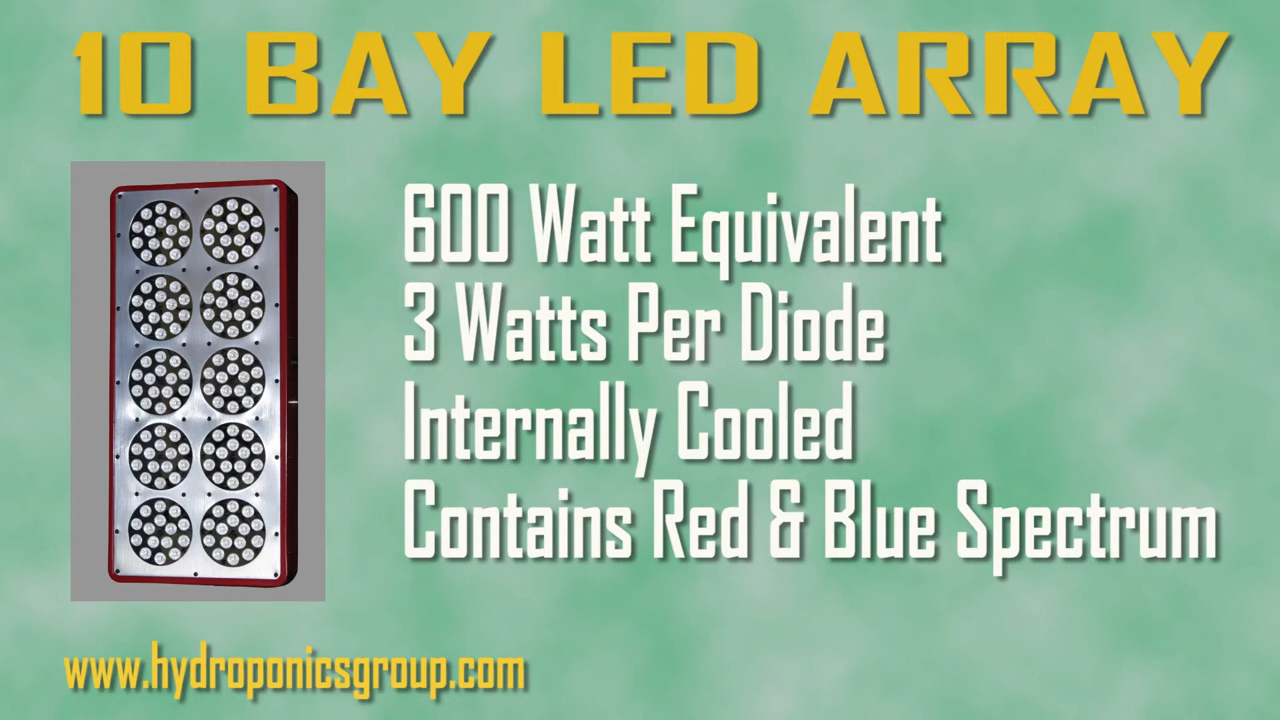 10 BAY LED ARRAY
600 Watt Equivalent
3 Watts Per Diode
Internally Cooled
Contains Red & Blue Spectrum
www.hydroponicsgroup.com